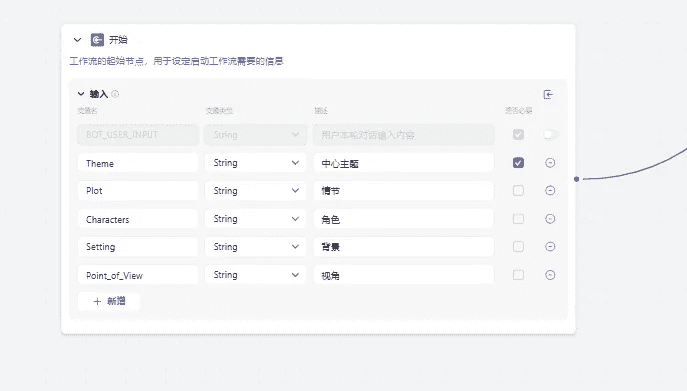 开始
工作流的起始节点，用于设定启动工作流需要的信息
输入
变量名 变量类型 描述 是否必要
BOT_USER_INPUT String 用户本轮对话输入内容
Theme String 中心主题
Plot String 情节
Characters String 角色
Setting String 背景
Point_of_View String 视角
+ 新增